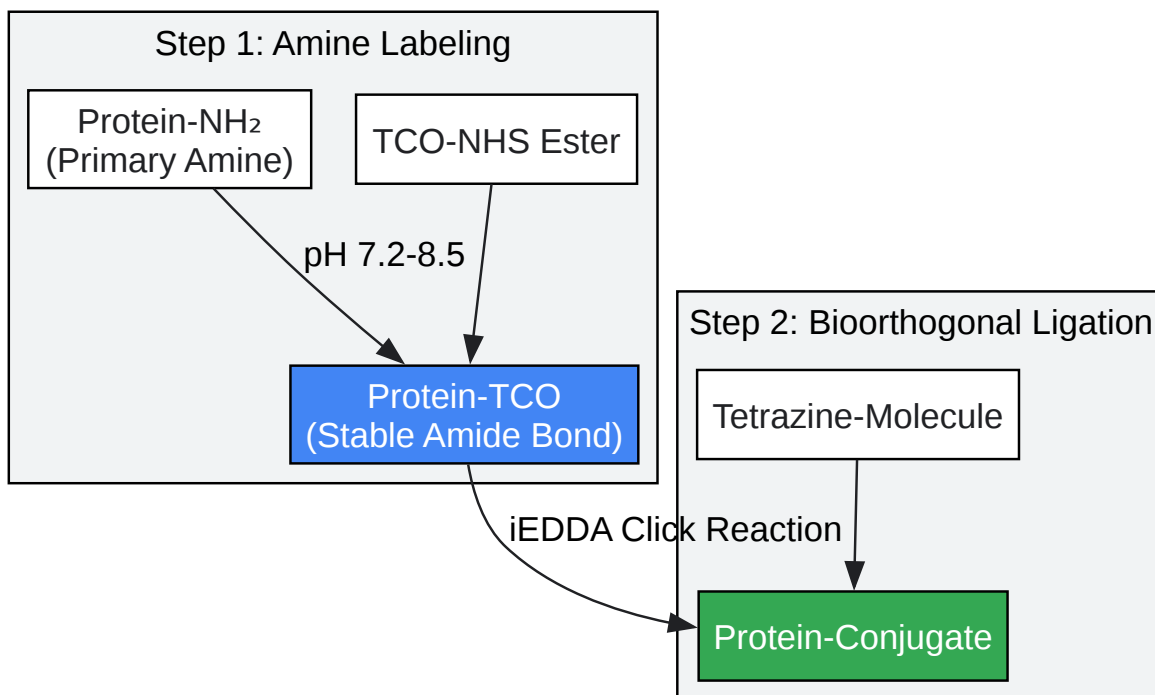 Step 1: Amine Labeling
Protein-NH₂
(Primary Amine)
TCO-NHS Ester
pH 7.2-8.5
Protein-TCO
(Stable Amide Bond)
Step 2: Bioorthogonal Ligation
Tetrazine-Molecule
iEDDA Click Reaction
Protein-Conjugate